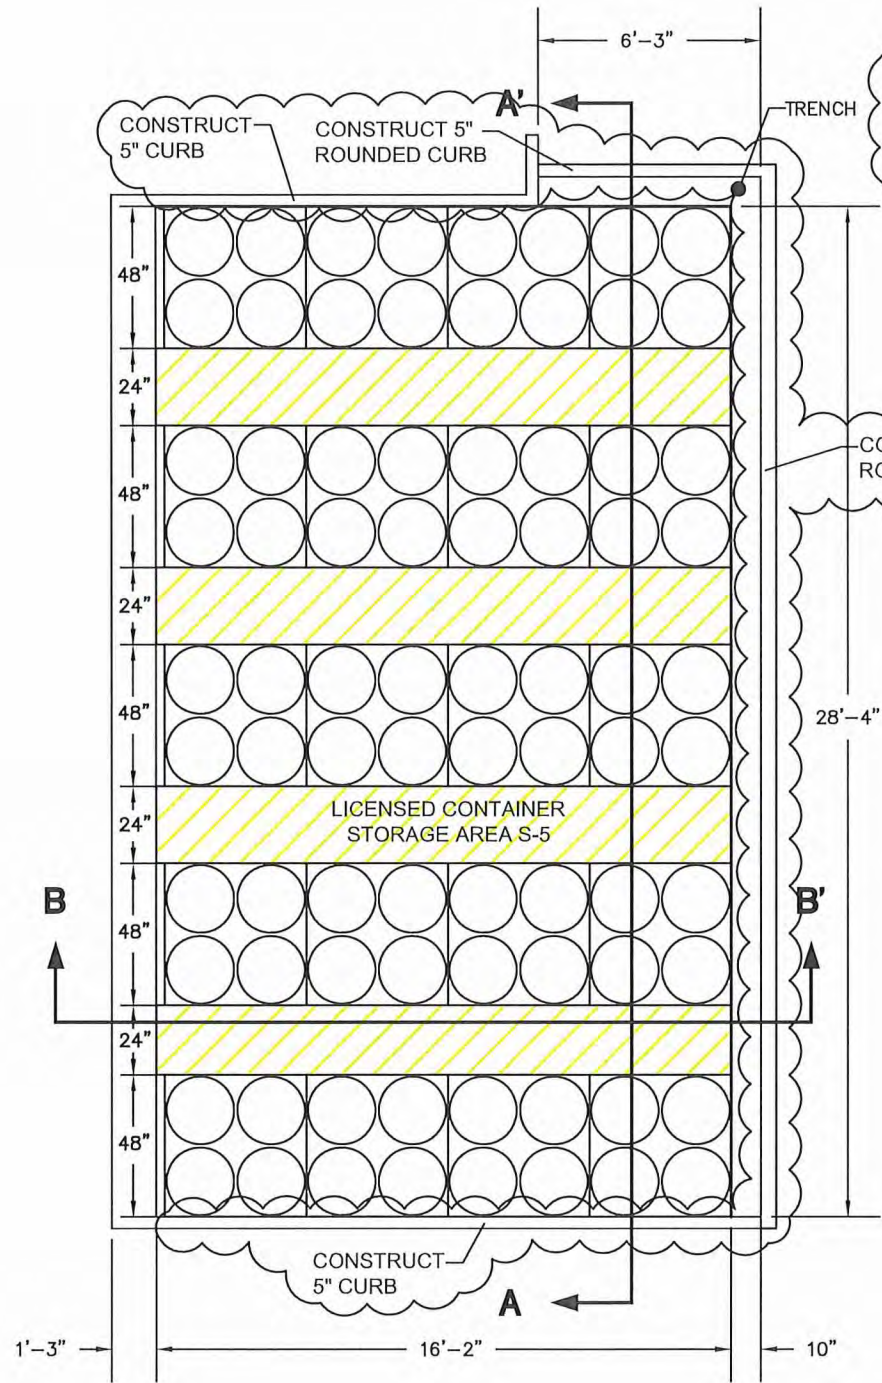 6'-3"
A'
TRENCH
CONSTRUCT
5" CURB
CONSTRUCT 5"
ROUNDED CURB
48"
24"
48"
24"
48"
28'-4"
24"
LICENSED CONTAINER
STORAGE AREA S-5
B
B'
48"
24"
48"
CONSTRUCT
5" CURB
A
1'-3"
16'-2"
10"